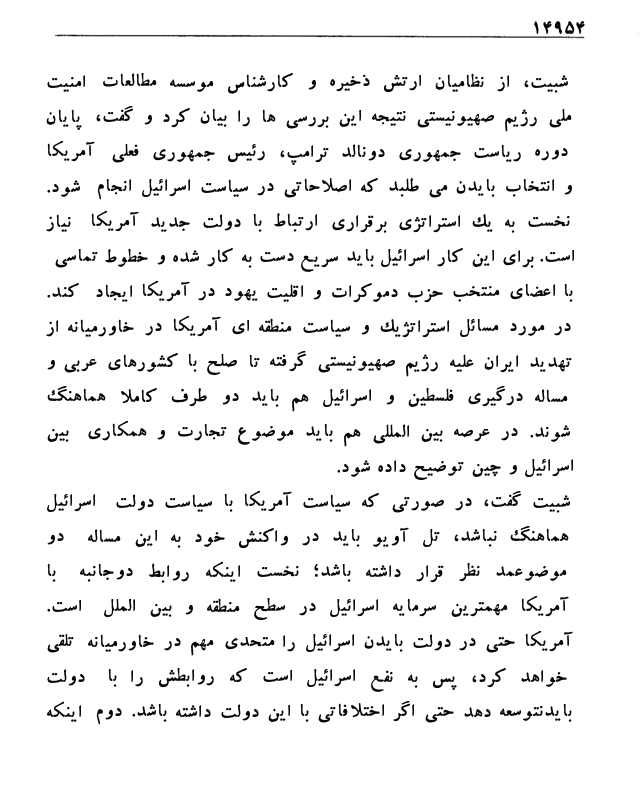 ۱۴۹۵۴
شبیت، از نظامیان ارتش ذخیره و کارشناس موسسه مطالعات امنیت
ملی رژیم صهیونیستی نتیجه این بررسی ها را بیان کرد و گفت، پایان
دوره ریاست جمهوری دونالد ترامپ، رئیس جمهوری فعلی آمریکا
و انتخاب بایدن می طلبد که اصلاحاتی در سیاست اسرائیل انجام شود.
نخست به یك استراتژی برقراری ارتباط با دولت جدید آمریکا نیاز
است. برای این کار اسرائیل باید سریع دست به کار شده و خطوط تماسی
با اعضای منتخب حزب دموکرات و اقلیت یهود در آمریکا ایجاد کند.
در مورد مسائل استراتژیك و سیاست منطقه ای آمریکا در خاورمیانه از
تهدید ایران علیه رژیم صهیونیستی گرفته تا صلح با کشورهای عربی و
مساله درگیری فلسطین و اسرائیل هم باید دو طرف کاملا هماهنگ
شوند. در عرصه بین المللی هم باید موضوع تجارت و همکاری بین
اسرائیل و چین توضیح داده شود.
شبیت گفت، در صورتی که سیاست آمریکا با سیاست دولت اسرائیل
هماهنگ نباشد، تل آویو باید در واکنش خود به این مساله دو
موضوعمد نظر قرار داشته باشد؛ نخست اینکه روابط دوجانبه با
آمریکا مهمترین سرمایه اسرائیل در سطح منطقه و بین الملل است.
آمریکا حتی در دولت بایدن اسرائیل را متحدی مهم در خاورمیانه تلقی
خواهد کرد، پس به نفع اسرائیل است که روابطش را با دولت
بایدنتوسعه دهد حتی اگر اختلافاتی با این دولت داشته باشد. دوم اینکه